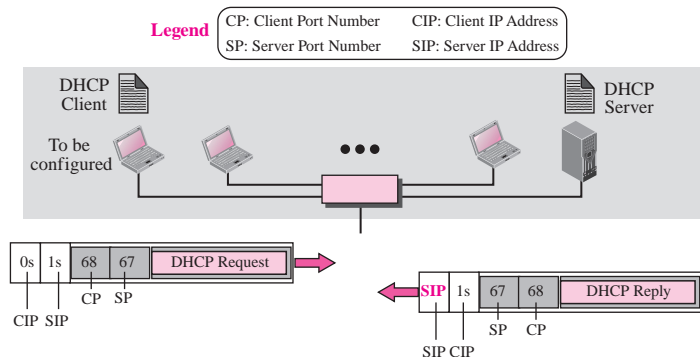 Legend
CP: Client Port Number CIP: Client IP Address
SP: Server Port Number SIP: Server IP Address
DHCP
Client
DHCP
Server
To be
configured
0s 1s 68 67 DHCP Request
CP SP
CIP SIP
SIP 1s 67 68 DHCP Reply
SIP CIP SP CP